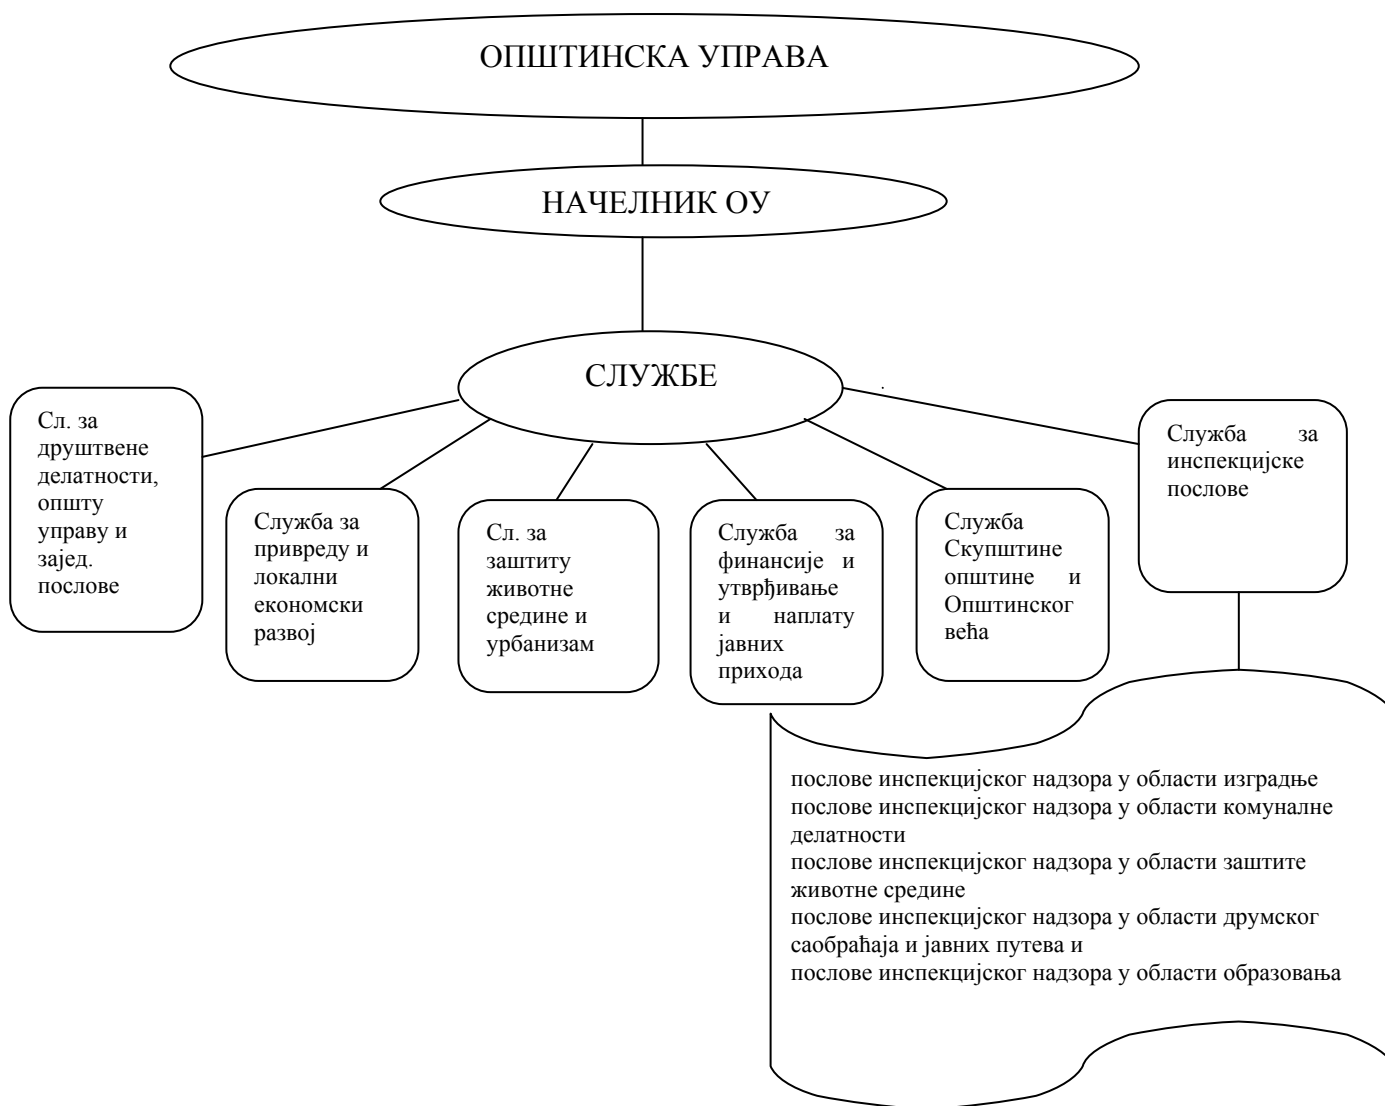 ОПШТИНСКА УПРАВА
НАЧЕЛНИК ОУ
СЛУЖБЕ
Сл. за
друштвене
делатности,
општу
управу и
зајед.
послове
Служба за
привреду и
локални
економски
развој
Сл. за
заштиту
животне
средине и
урбанизам
Служба за
финансије и
утврђивање
и наплату
јавних
прихода
Служба
Скупштине
општине и
Општинског
већа
Служба за
инспекцијске
послове
послове инспекцијског надзора у области изградње
послове инспекцијског надзора у области комуналне
делатности
послове инспекцијског надзора у области заштите
животне средине
послове инспекцијског надзора у области друмског
саобраћаја и јавних путева и
послове инспекцијског надзора у области образовања